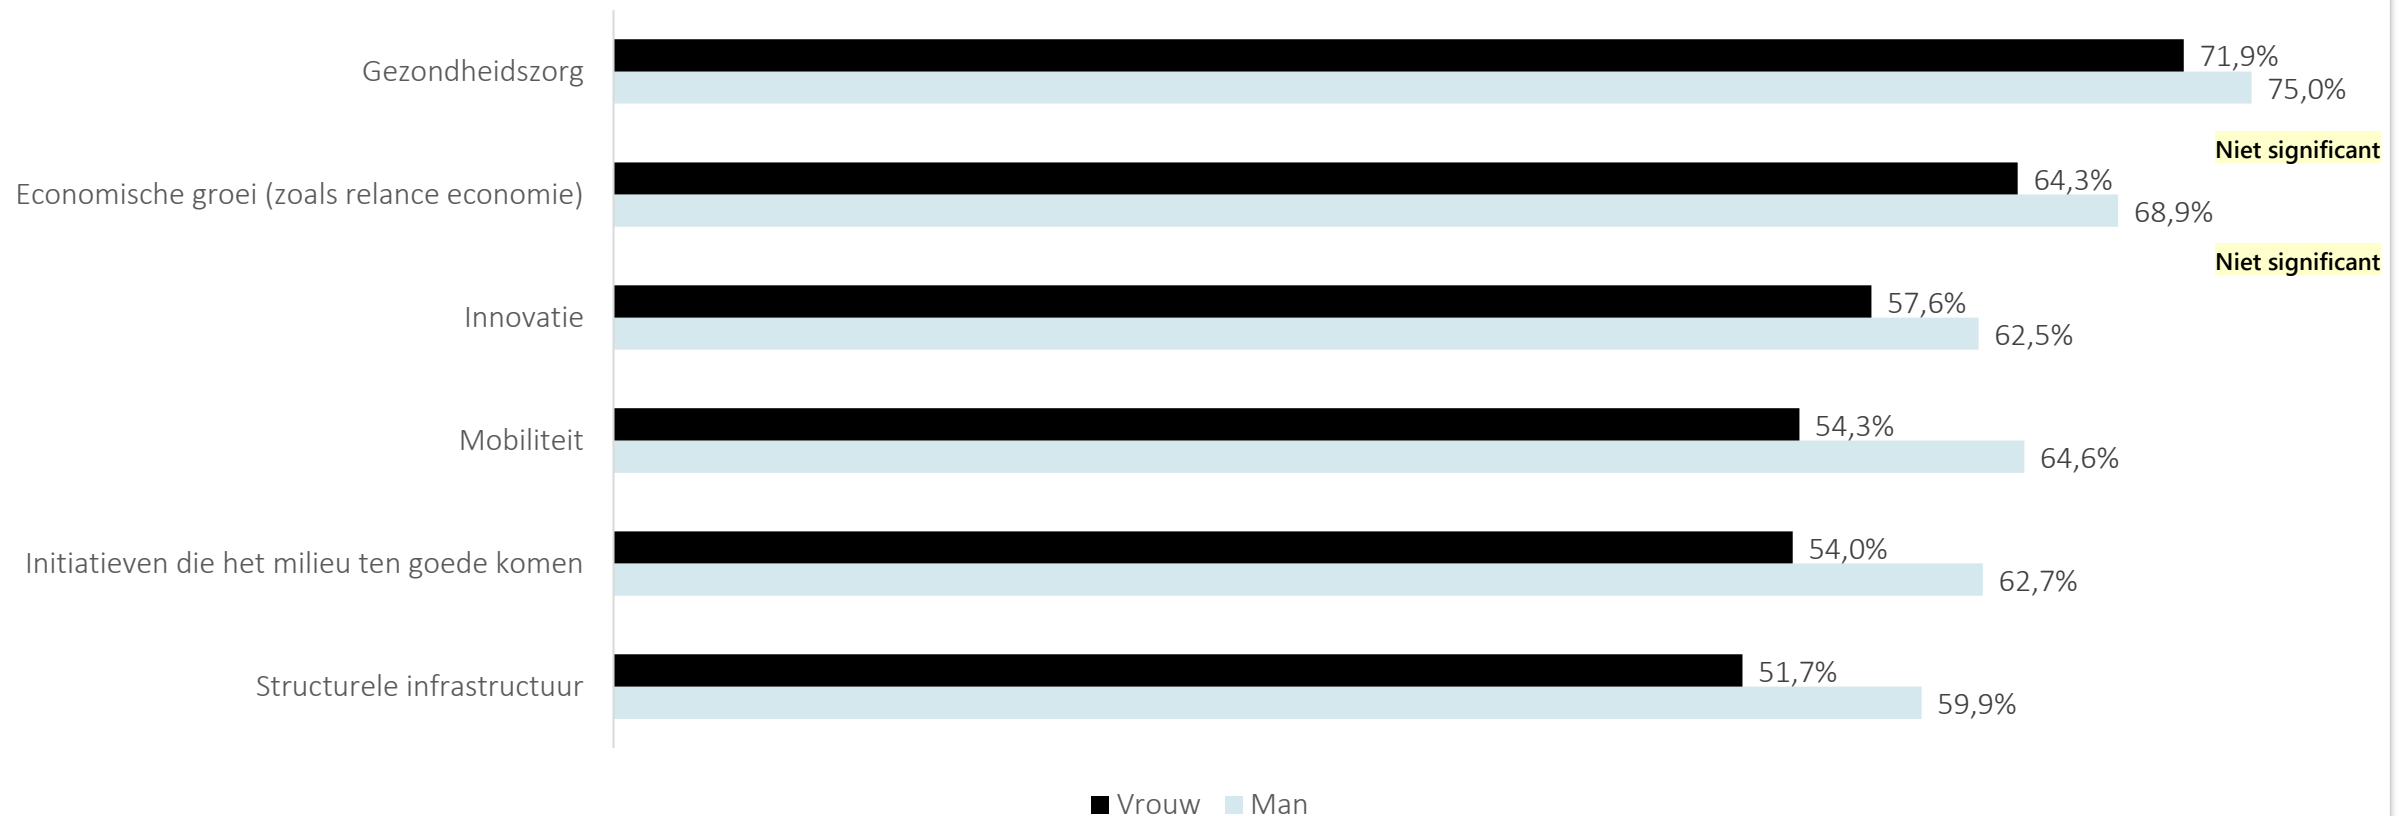 Gezondheidszorg
71,9%
75,0%
Niet significant
Economische groei (zoals relance economie)
64,3%
68,9%
Niet significant
Innovatie
57,6%
62,5%
Mobiliteit
54,3%
64,6%
Initiatieven die het milieu ten goede komen
54,0%
62,7%
Structurele infrastructuur
51,7%
59,9%
Vrouw
Man